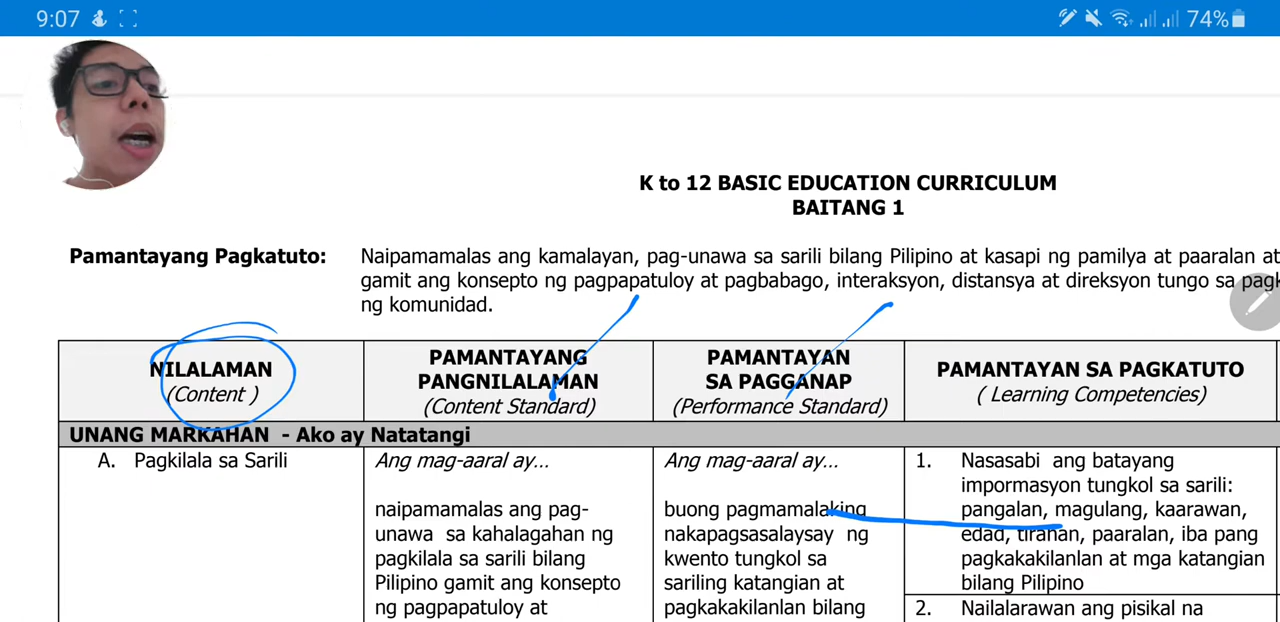 9:07 74%
K to 12 BASIC EDUCATION CURRICULUM
BAITANG 1
Pamantayang Pagkatuto: Naipamamalas ang kamalayan, pag-unawa sa sarili bilang Pilipino at kasapi ng pamilya at paaralan at
gamit ang konsepto ng pagpapatuloy at pagbabago, interaksyon, distansya at direksyon tungo sa pagk
ng komunidad.
NILALAMAN
(Content )
PAMANTAYANG
PANGNILALAMAN
(Content Standard)
PAMANTAYAN
SA PAGGANAP
(Performance Standard)
PAMANTAYAN SA PAGKATUTO
( Learning Competencies)
UNANG MARKAHAN - Ako ay Natatangi
A. Pagkilala sa Sarili
Ang mag-aaral ay...
naipamamalas ang pag-
unawa sa kahalagahan ng
pagkilala sa sarili bilang
Pilipino gamit ang konsepto
ng pagpapatuloy at
Ang mag-aaral ay...
buong pagmamalaking
nakapagsasalaysay ng
kwento tungkol sa
sariling katangian at
pagkakakilanlan bilang
1. Nasasabi ang batayang
impormasyon tungkol sa sarili:
pangalan, magulang, kaarawan,
edad, tirahan, paaralan, iba pang
pagkakakilanlan at mga katangian
bilang Pilipino
2. Nailalarawan ang pisikal na